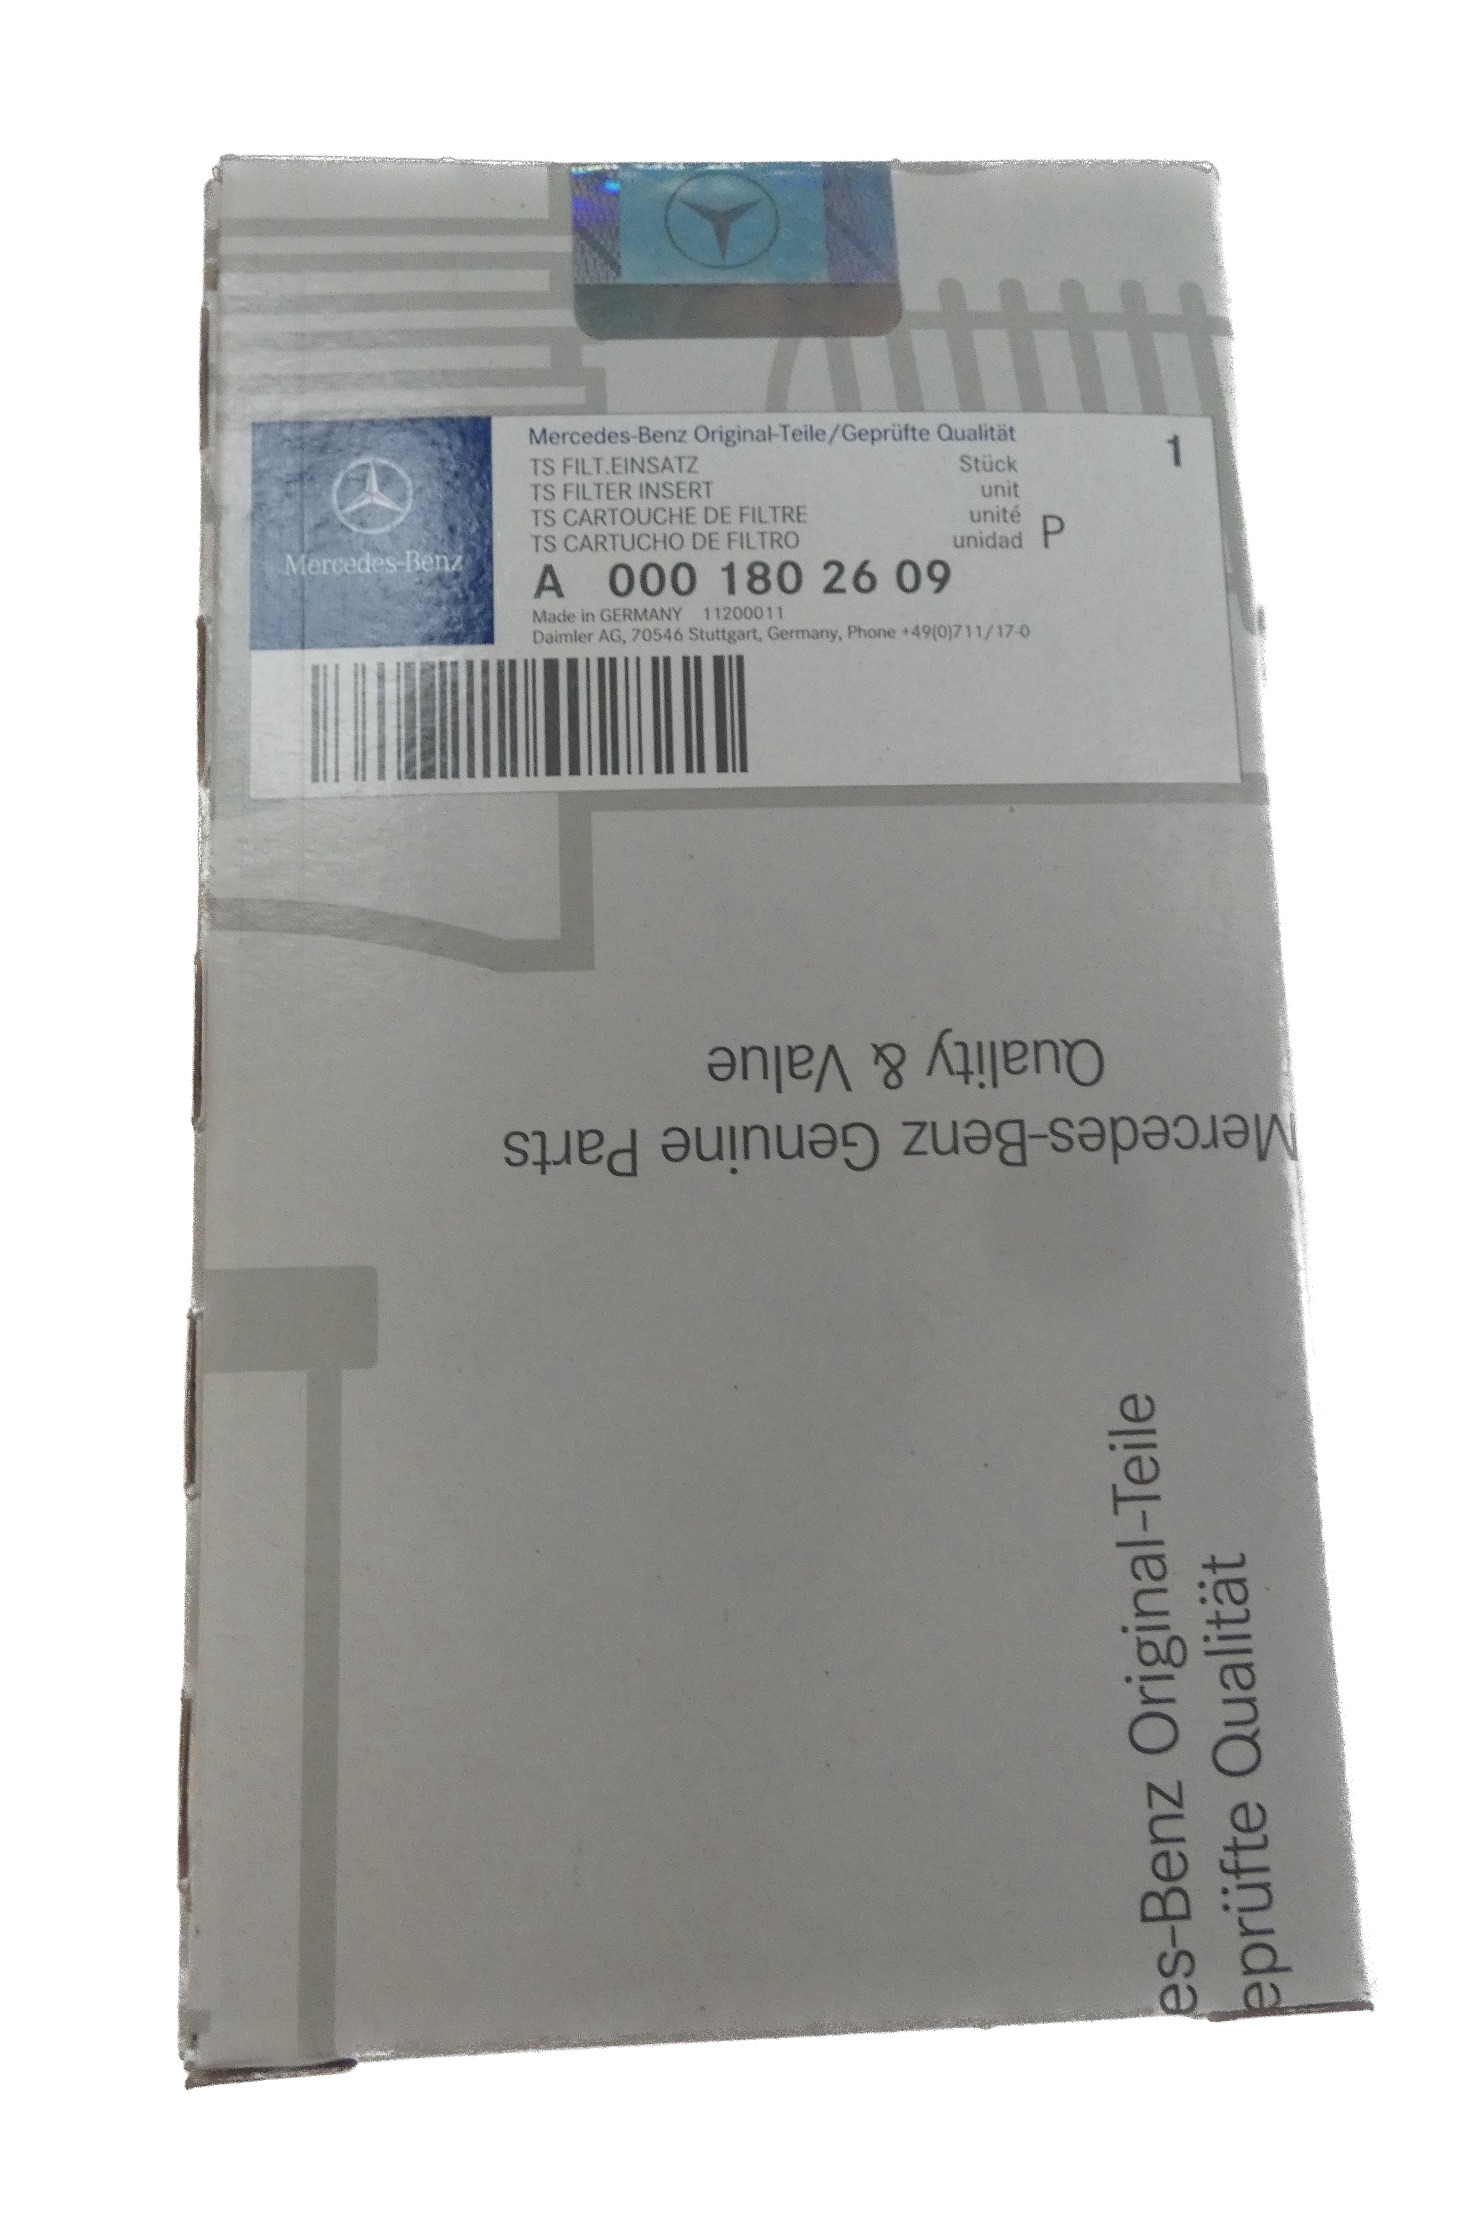 Mercedes-Benz
Mercedes-Benz Original-Teile/Geprüfte Qualität
1
TS FILT.EINSATZ Stück
TS FILTER INSERT unit
TS CARTOUCHE DE FILTRE unité
TS CARTUCHO DE FILTRO unidad P
A 000 180 26 09
Made in GERMANY 11200011
Daimler AG, 70546 Stuttgart, Germany, Phone +49(0)711/17-0
Mercedes-Benz Genuine Parts
Quality & Value
es-Benz Original-Teile
eprüfte Qualität